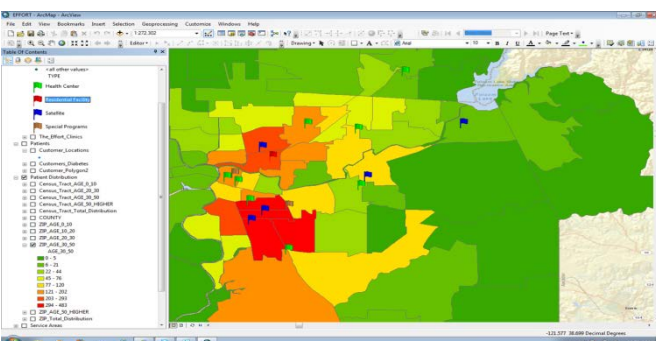 EFFORT - ArcMap - ArcView
File Edit View Bookmarks Insert Selection Geoprocessing Customize Windows Help
1:272,302
Page Text
Editor
Drawing
Arial
10
B I U A
Table Of Contents
<all other values>
TYPE
Health Center
Residential Facility
Satellite
Special Programs
The_Effort_Clinics
Patients
Customer_Locations
Customers_Diabetes
Customer_Polygon2
Patient Distribution
Census_Tract_AGE_0_10
Census_Tract_AGE_20_30
Census_Tract_AGE_30_50
Census_Tract_AGE_50_HIGHER
Census_Tract_Total_Distribution
COUNTY
ZIP_AGE_0_10
ZIP_AGE_10_20
ZIP_AGE_20_30
ZIP_AGE_30_50
AGE_30_50
0 - 5
6 - 21
22 - 44
45 - 76
77 - 120
121 - 202
203 - 293
294 - 483
ZIP_AGE_50_HIGHER
ZIP_Total_Distribution
Service Areas
-121.577 38.689 Decimal Degrees